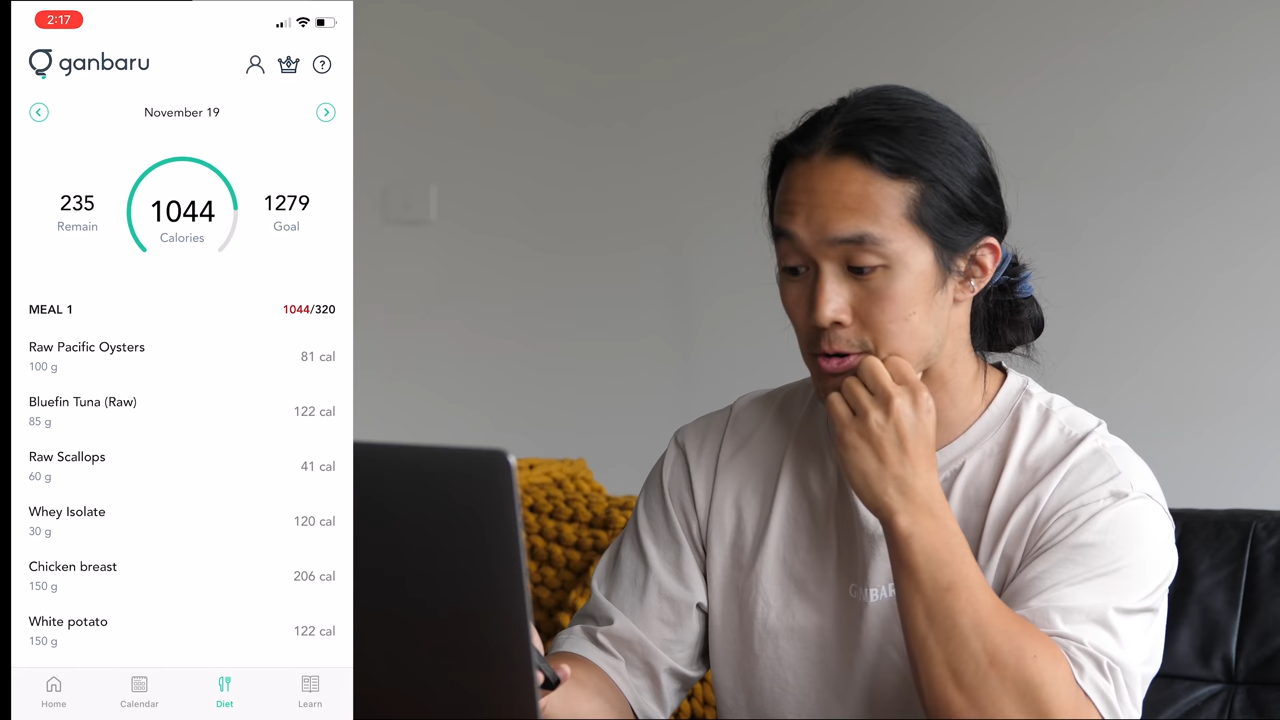 2:17
ganbaru
November 19
235
Remain
1044
Calories
1279
Goal
MEAL 1
1044/320
Raw Pacific Oysters
100 g
81 cal
Bluefin Tuna (Raw)
85 g
122 cal
Raw Scallops
60 g
41 cal
Whey Isolate
30 g
120 cal
Chicken breast
150 g
206 cal
White potato
150 g
122 cal
Home
Calendar
Diet
Learn